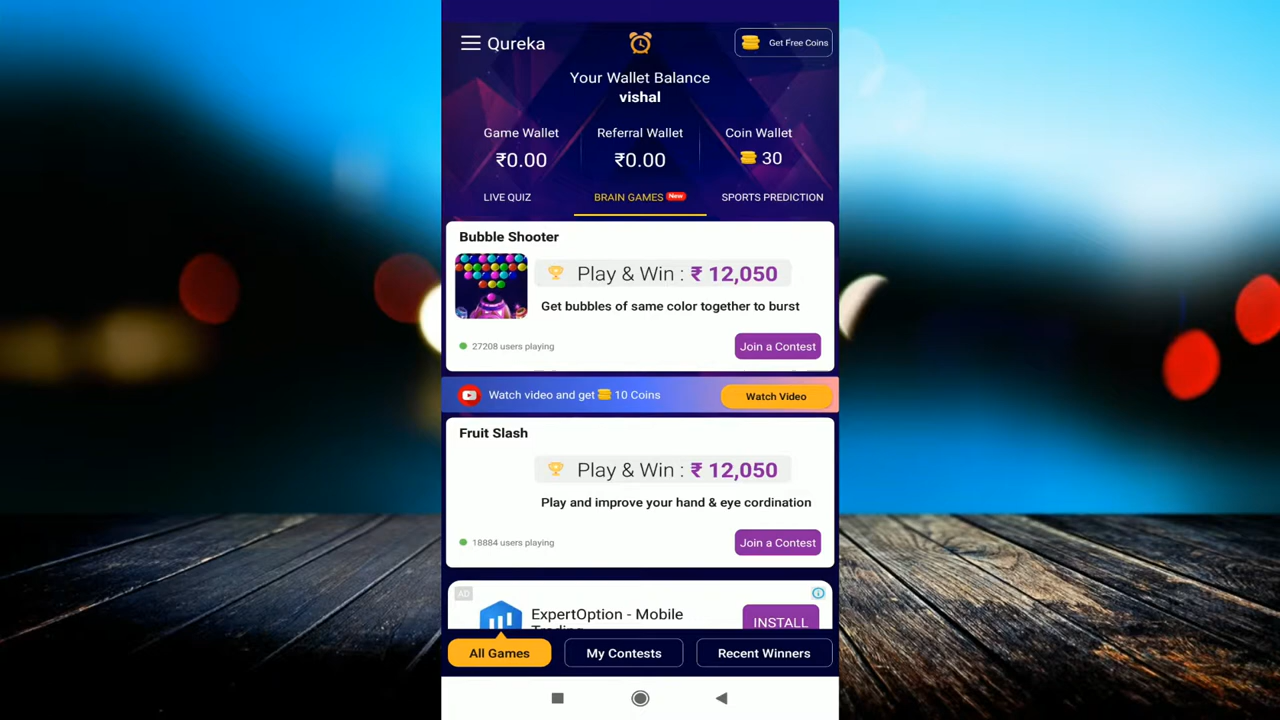 Qureka
Get Free Coins
Your Wallet Balance
vishal
Game Wallet
Referral Wallet
Coin Wallet
₹0.00
₹0.00
30
LIVE QUIZ
BRAIN GAMES New
SPORTS PREDICTION
Bubble Shooter
Play & Win : ₹ 12,050
Get bubbles of same color together to burst
27208 users playing
Join a Contest
Watch video and get 10 Coins
Watch Video
Fruit Slash
Play & Win : ₹ 12,050
Play and improve your hand & eye cordination
18884 users playing
Join a Contest
AD
ExpertOption - Mobile
Trading
INSTALL
All Games
My Contests
Recent Winners